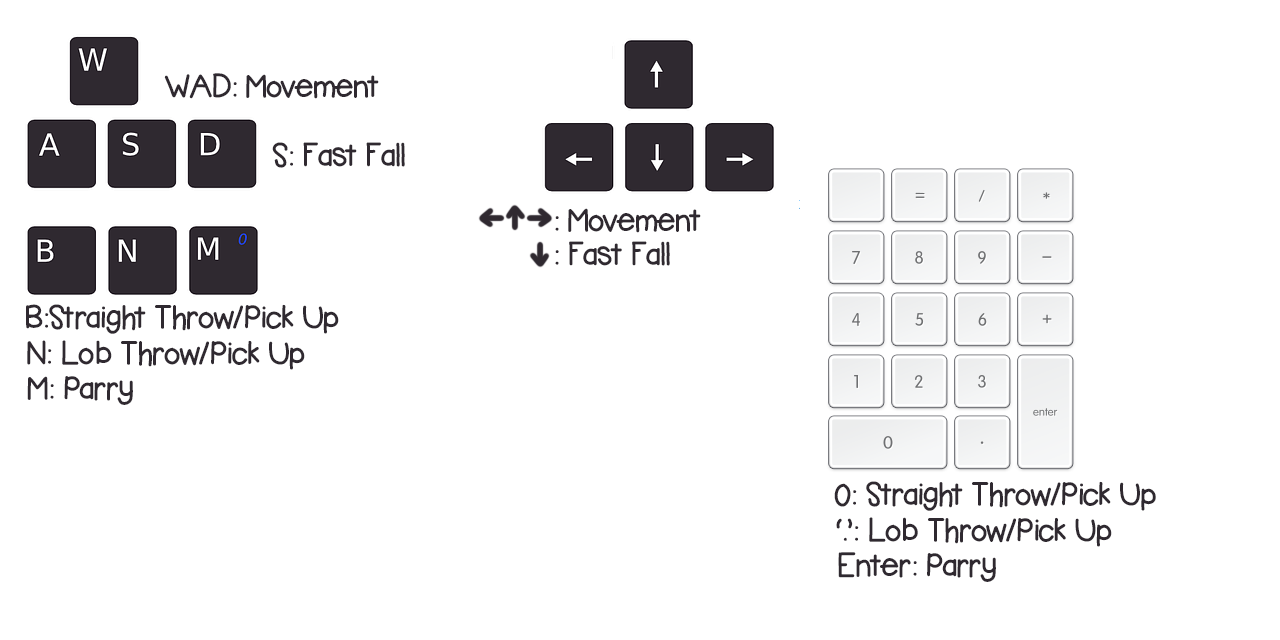 W
WAD: Movement
A S D
S: Fast Fall
B N M 0
B:Straight Throw/Pick Up
N: Lob Throw/Pick Up
M: Parry
↑
← ↓ →
←↑→: Movement
↓: Fast Fall
= / *
7 8 9 −
4 5 6 +
1 2 3
enter
0 .
0: Straight Throw/Pick Up
'.': Lob Throw/Pick Up
Enter: Parry